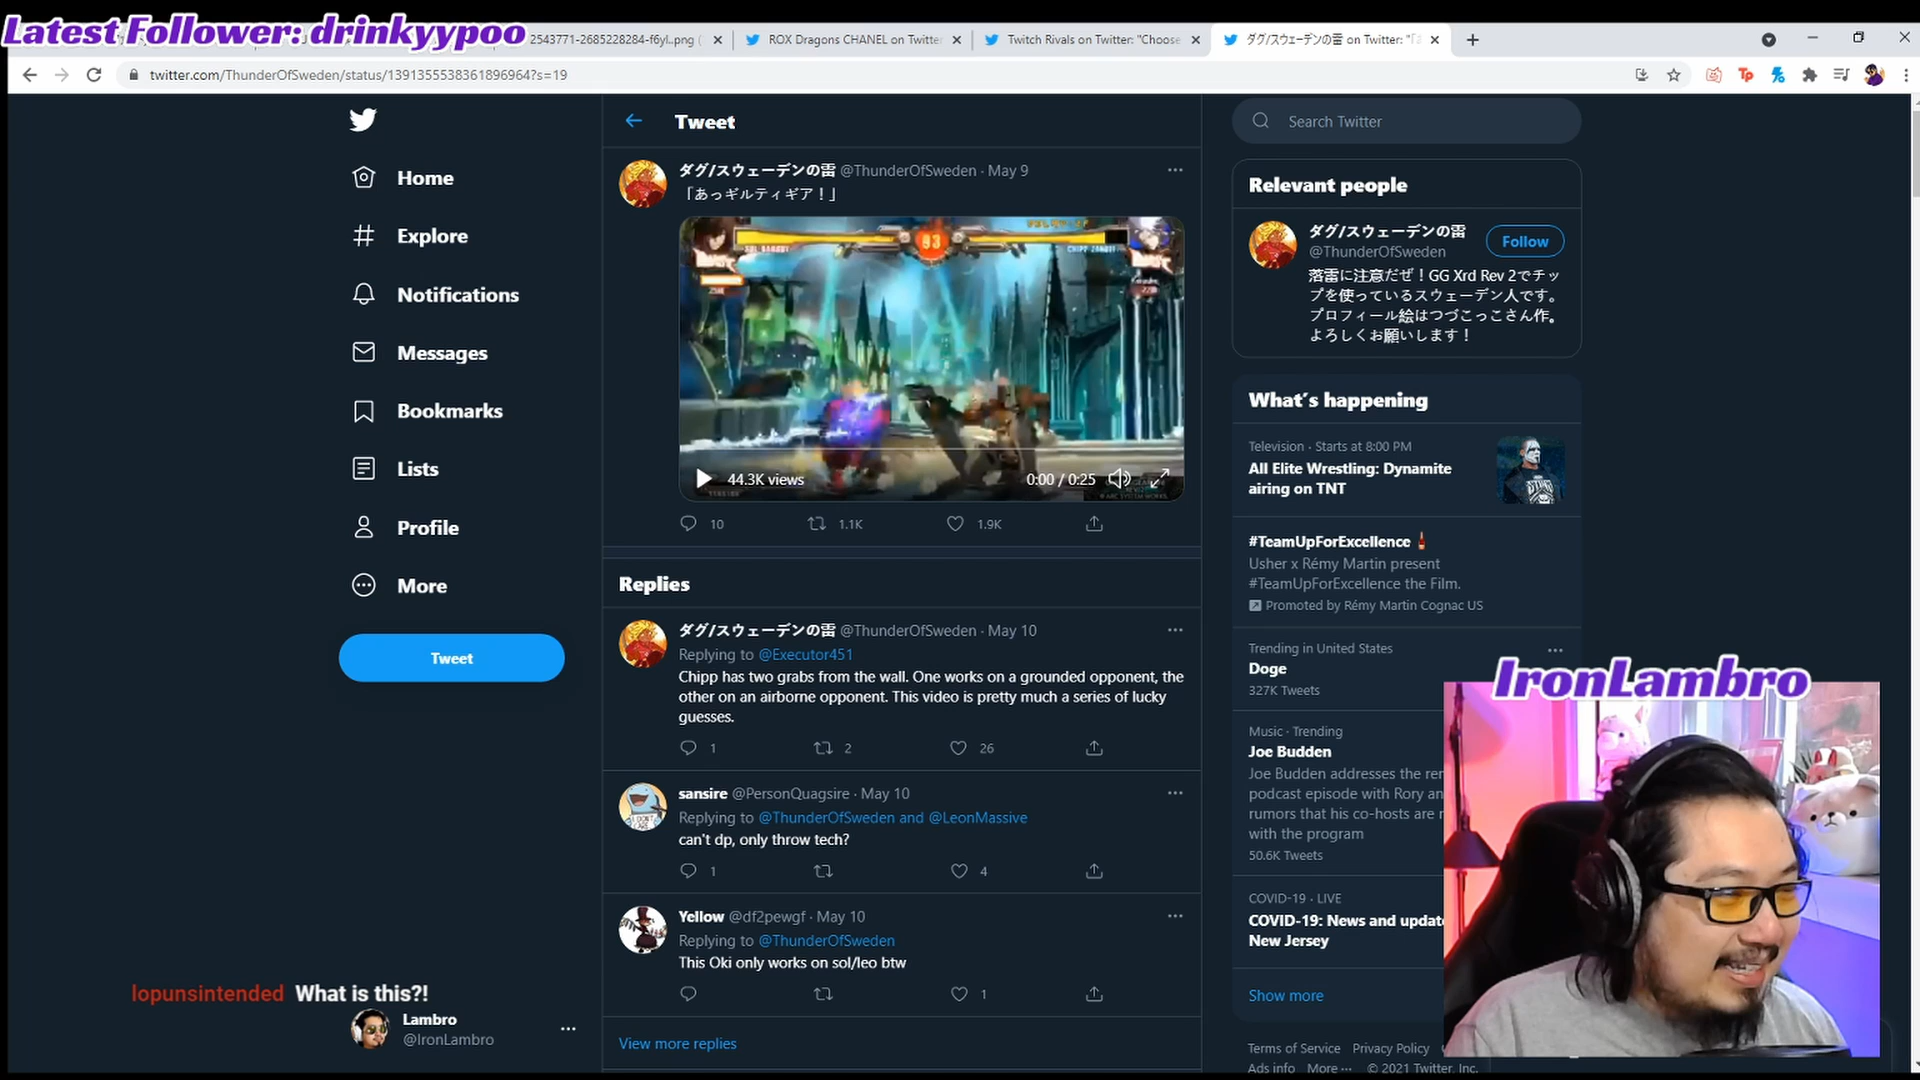 Latest Follower: drinkyypoo
2543771-2685228284-f6yl..png (
ROX Dragons CHANEL on Twitter
Twitch Rivals on Twitter: "Choose
ダグ/スウェーデンの雷 on Twitter: "「あ
twitter.com/ThunderOfSweden/status/1391355538361896964?s=19
Home
Explore
Notifications
Messages
Bookmarks
Lists
Profile
More
Tweet
lopunsintended What is this?!
Lambro
@IronLambro
Tweet
ダグ/スウェーデンの雷 @ThunderOfSweden · May 9
「あっギルティギア！」
93
44.3K views
0:00 / 0:25
10
1.1K
1.9K
Replies
ダグ/スウェーデンの雷 @ThunderOfSweden · May 10
Replying to @Executor451
Chipp has two grabs from the wall. One works on a grounded opponent, the
other on an airborne opponent. This video is pretty much a series of lucky
guesses.
1
2
26
sansire @PersonQuagsire · May 10
Replying to @ThunderOfSweden and @LeonMassive
can't dp, only throw tech?
1
4
Yellow @df2pewgf · May 10
Replying to @ThunderOfSweden
This Oki only works on sol/leo btw
1
View more replies
Search Twitter
Relevant people
ダグ/スウェーデンの雷
@ThunderOfSweden
Follow
落雷に注意だぜ！GG Xrd Rev 2でチッ
プを使っているスウェーデン人です。
プロフィール絵はつづこっこさん作。
よろしくお願いします！
What's happening
Television · Starts at 8:00 PM
All Elite Wrestling: Dynamite
airing on TNT
#TeamUpForExcellence
Usher x Rémy Martin present
#TeamUpForExcellence the Film.
Promoted by Rémy Martin Cognac US
Trending in United States
Doge
327K Tweets
IronLambro
Music · Trending
Joe Budden
Joe Budden addresses the
podcast episode with Rory an
rumors that his co-hosts are
with the program
50.6K Tweets
COVID-19 · LIVE
COVID-19: News and update
New Jersey
Show more
Terms of Service Privacy Policy
Ads info More ··· © 2021 Twitter, Inc.